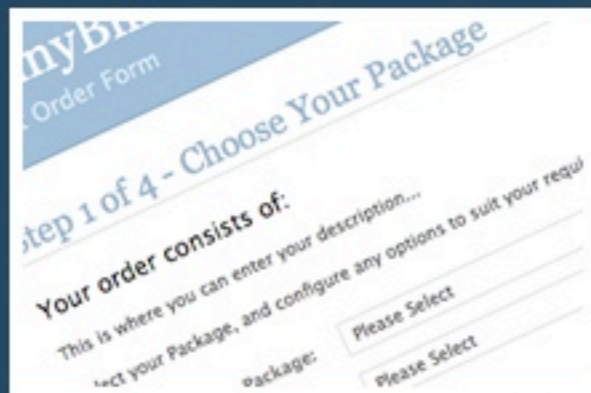 Order Form
Step 1 of 4 - Choose Your Package
Your order consists of:
This is where you can enter your description...
your Package, and configure any options to suit your
Package:
Please Select
Please Select